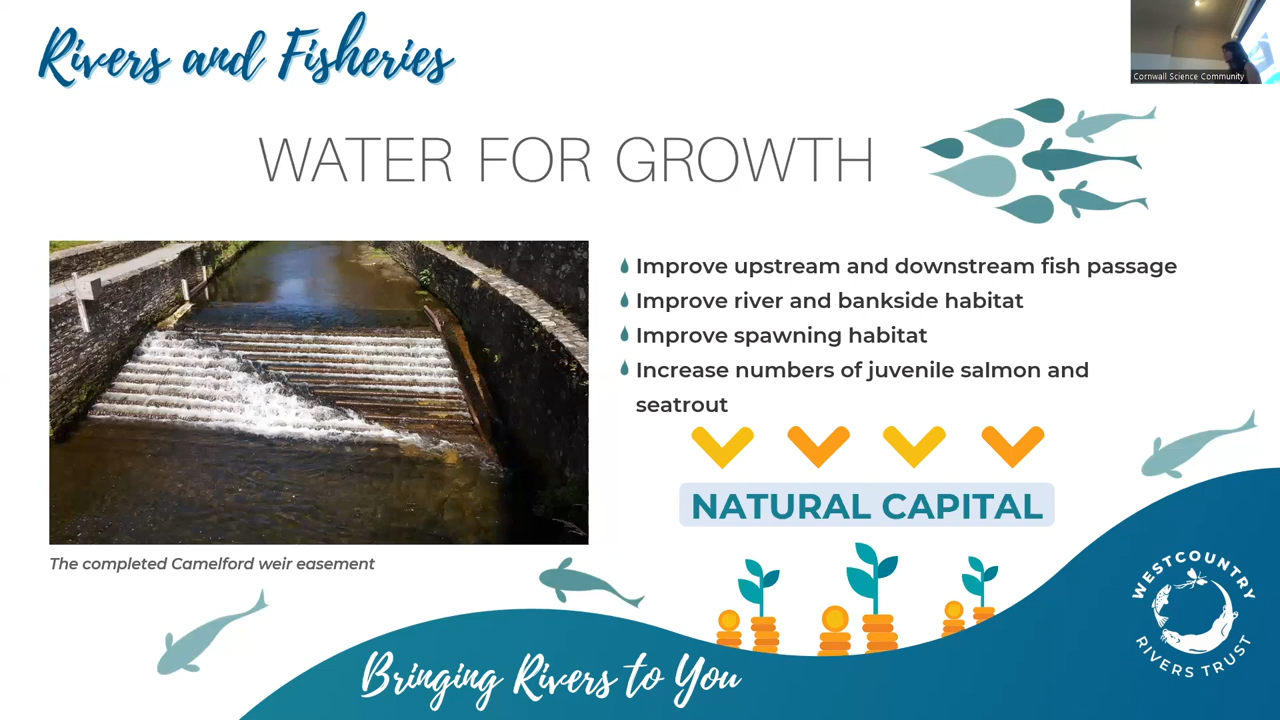 Rivers and Fisheries
Cornwall Science Community
WATER FOR GROWTH
Improve upstream and downstream fish passage
Improve river and bankside habitat
Improve spawning habitat
Increase numbers of juvenile salmon and
seatrout
NATURAL CAPITAL
The completed Camelford weir easement
WESTCOUNTRY
RIVERS TRUST
Bringing Rivers to You